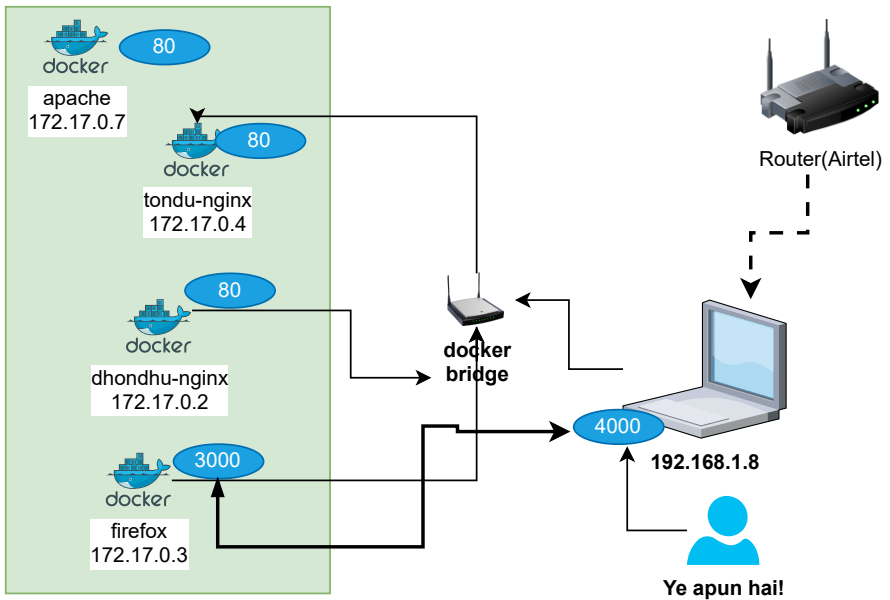 80
docker
apache
172.17.0.7
80
docker
tondu-nginx
172.17.0.4
Router(Airtel)
80
docker
dhondhu-nginx
172.17.0.2
docker
bridge
4000
192.168.1.8
3000
docker
firefox
172.17.0.3
Ye apun hai!